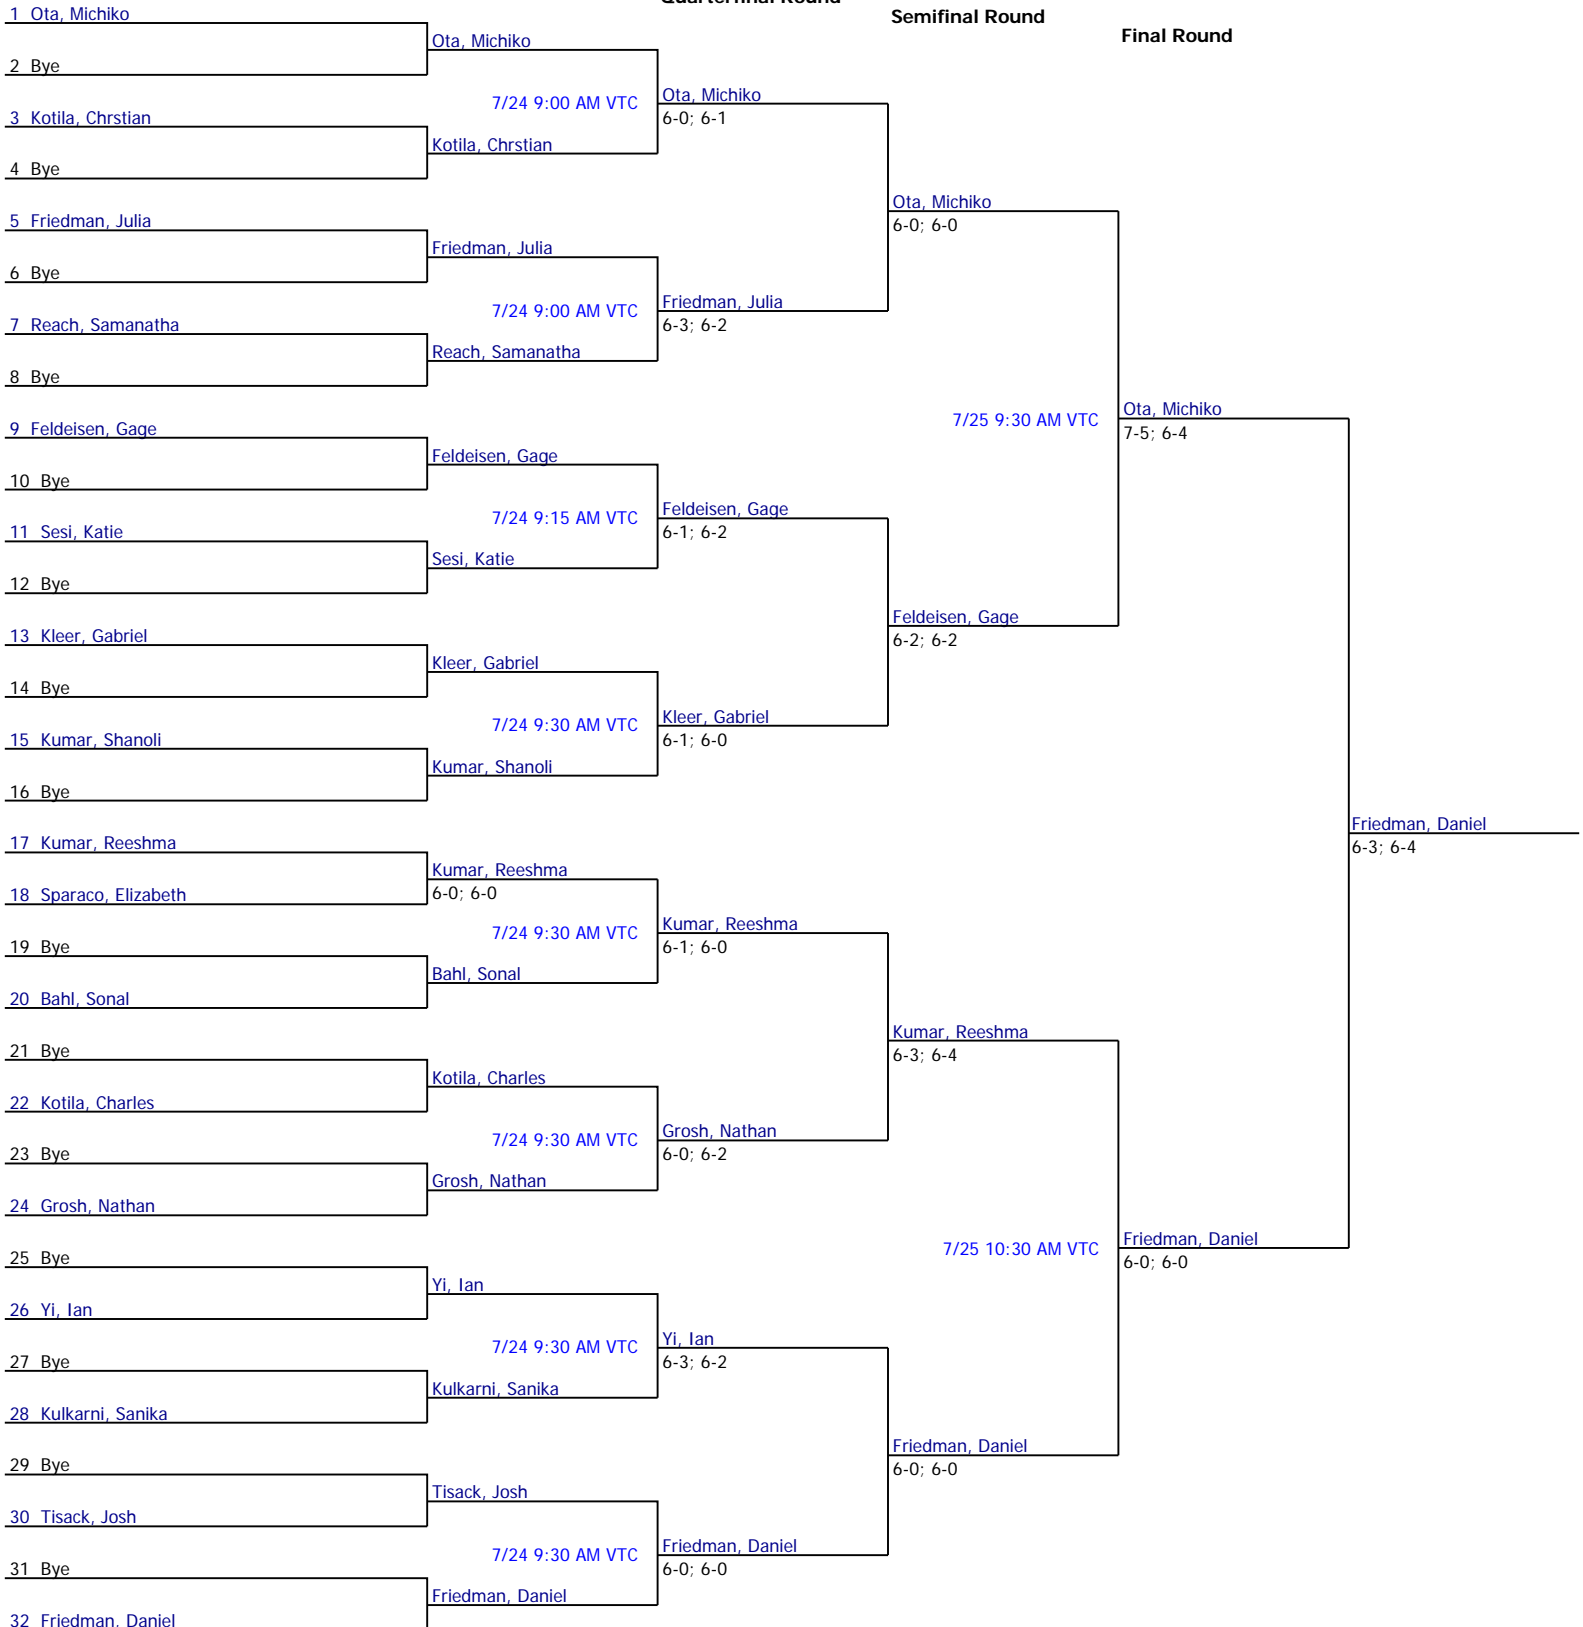 Quarterfinal Round
Semifinal Round
Final Round
1 Ota, Michiko
Ota, Michiko
2 Bye
7/24 9:00 AM VTC
Ota, Michiko
6-0; 6-1
3 Kotila, Chrstian
Kotila, Chrstian
4 Bye
Ota, Michiko
6-0; 6-0
5 Friedman, Julia
Friedman, Julia
6 Bye
7/24 9:00 AM VTC
Friedman, Julia
6-3; 6-2
7 Reach, Samanatha
Reach, Samanatha
8 Bye
7/25 9:30 AM VTC
Ota, Michiko
7-5; 6-4
9 Feldeisen, Gage
Feldeisen, Gage
10 Bye
7/24 9:15 AM VTC
Feldeisen, Gage
6-1; 6-2
11 Sesi, Katie
Sesi, Katie
12 Bye
Feldeisen, Gage
6-2; 6-2
13 Kleer, Gabriel
Kleer, Gabriel
14 Bye
7/24 9:30 AM VTC
Kleer, Gabriel
6-1; 6-0
15 Kumar, Shanoli
Kumar, Shanoli
16 Bye
Friedman, Daniel
6-3; 6-4
17 Kumar, Reeshma
Kumar, Reeshma
6-0; 6-0
18 Sparaco, Elizabeth
7/24 9:30 AM VTC
Kumar, Reeshma
6-1; 6-0
19 Bye
Bahl, Sonal
20 Bahl, Sonal
Kumar, Reeshma
6-3; 6-4
21 Bye
Kotila, Charles
22 Kotila, Charles
7/24 9:30 AM VTC
Grosh, Nathan
6-0; 6-2
23 Bye
Grosh, Nathan
24 Grosh, Nathan
7/25 10:30 AM VTC
Friedman, Daniel
6-0; 6-0
25 Bye
Yi, Ian
26 Yi, Ian
7/24 9:30 AM VTC
Yi, Ian
6-3; 6-2
27 Bye
Kulkarni, Sanika
28 Kulkarni, Sanika
Friedman, Daniel
6-0; 6-0
29 Bye
Tisack, Josh
30 Tisack, Josh
7/24 9:30 AM VTC
Friedman, Daniel
6-0; 6-0
31 Bye
Friedman, Daniel
32 Friedman, Daniel